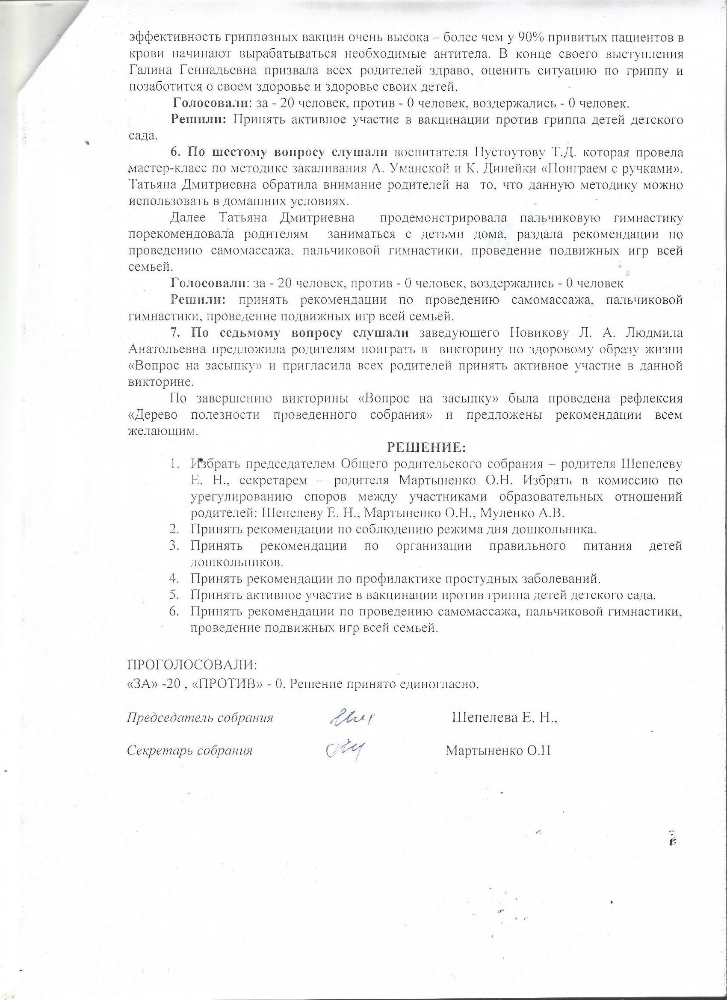 эффективность гриппозных вакцин очень высока – более чем у 90% привитых пациентов в
крови начинают вырабатываться необходимые антитела. В конце своего выступления
Галина Геннадьевна призвала всех родителей здраво, оценить ситуацию по гриппу и
позаботится о своем здоровье и здоровье своих детей.
Голосовали: за - 20 человек, против - 0 человек, воздержались - 0 человек.
Решили: Принять активное участие в вакцинации против гриппа детей детского
сада.
6. По шестому вопросу слушали воспитателя Пустоутову Т.Д. которая провела
мастер-класс по методике закаливания А. Уманской и К. Динейки «Поиграем с ручками».
Татьяна Дмитриевна обратила внимание родителей на то, что данную методику можно
использовать в домашних условиях.
Далее Татьяна Дмитриевна продемонстрировала пальчиковую гимнастику
порекомендовала родителям заниматься с детьми дома, раздала рекомендации по
проведению самомассажа, пальчиковой гимнастики, проведение подвижных игр всей
семьей.
Голосовали: за - 20 человек, против - 0 человек, воздержались - 0 человек
Решили: принять рекомендации по проведению самомассажа, пальчиковой
гимнастики, проведение подвижных игр всей семьей.
7. По седьмому вопросу слушали заведующего Новикову Л. А. Людмила
Анатольевна предложила родителям поиграть в викторину по здоровому образу жизни
«Вопрос на засыпку» и пригласила всех родителей принять активное участие в данной
викторине.
По завершению викторины «Вопрос на засыпку» была проведена рефлексия
«Дерево полезности проведенного собрания» и предложены рекомендации всем
желающим.
РЕШЕНИЕ:
1. Избрать председателем Общего родительского собрания – родителя Шепелеву
Е. Н., секретарем – родителя Мартыненко О.Н. Избрать в комиссию по
урегулированию споров между участниками образовательных отношений
родителей: Шепелеву Е. Н., Мартыненко О.Н., Муленко А.В.
2. Принять рекомендации по соблюдению режима дня дошкольника.
3. Принять рекомендации по организации правильного питания детей
дошкольников.
4. Принять рекомендации по профилактике простудных заболеваний.
5. Принять активное участие в вакцинации против гриппа детей детского сада.
6. Принять рекомендации по проведению самомассажа, пальчиковой гимнастики,
проведение подвижных игр всей семьей.
ПРОГОЛОСОВАЛИ:
«ЗА» -20 , «ПРОТИВ» - 0. Решение принято единогласно.
Председатель собрания Шепелева Е. Н.,
Секретарь собрания Мартыненко О.Н